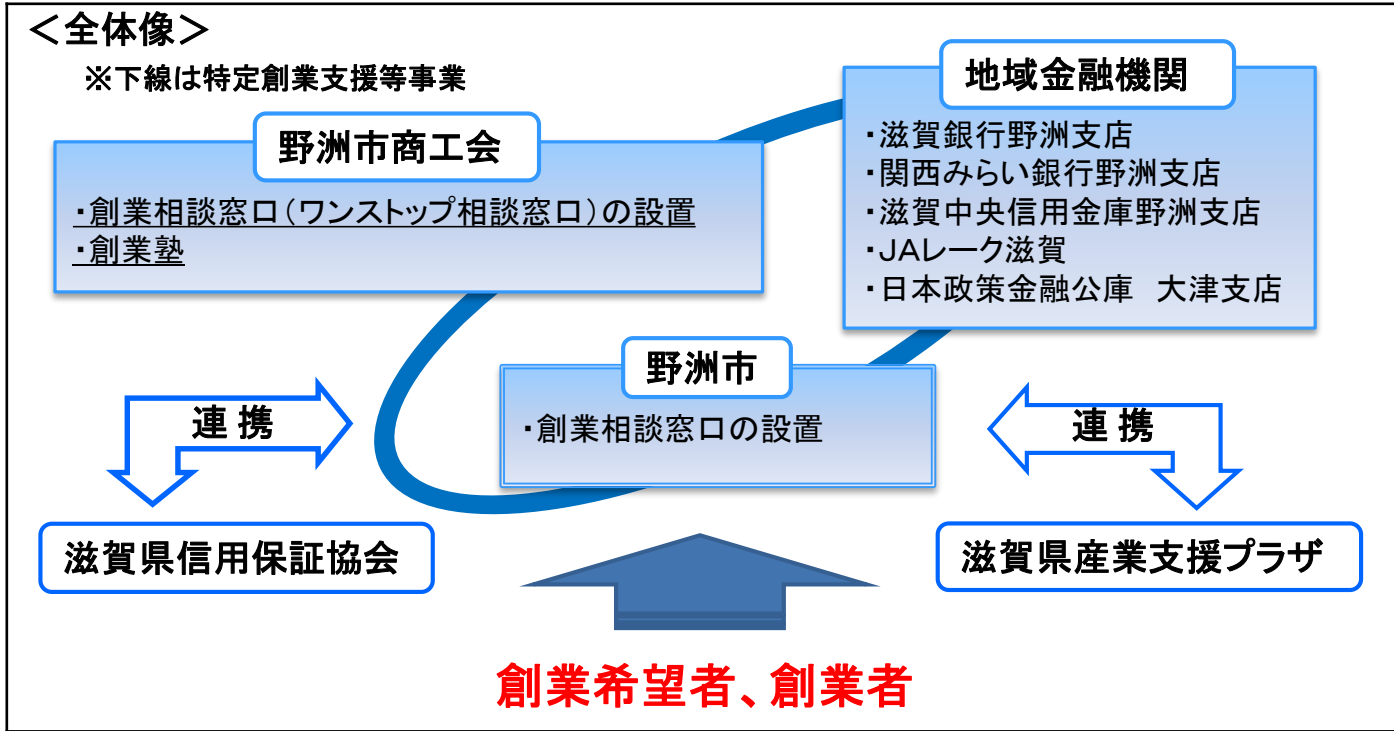 ＜全体像＞
※下線は特定創業支援等事業
野洲市商工会
・創業相談窓口（ワンストップ相談窓口）の設置
・創業塾
地域金融機関
・滋賀銀行野洲支店
・関西みらい銀行野洲支店
・滋賀中央信用金庫野洲支店
・JAレーク滋賀
・日本政策金融公庫　大津支店
野洲市
・創業相談窓口の設置
連 携
連 携
滋賀県信用保証協会
滋賀県産業支援プラザ
創業希望者、創業者